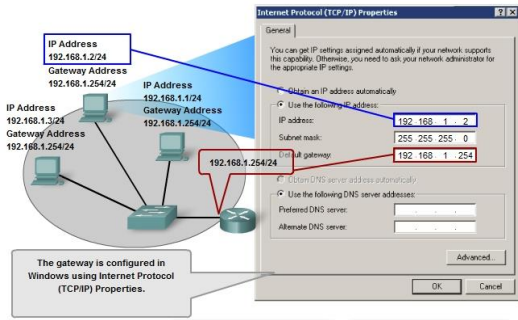 IP Address
192.168.1.2/24
Gateway Address
192.168.1.254/24
IP Address
192.168.1.1/24
Gateway Address
192.168.1.254/24
IP Address
192.168.1.3/24
Gateway Address
192.168.1.254/24
192.168.1.254/24
The gateway is configured in
Windows using Internet Protocol
(TCP/IP) Properties.
Internet Protocol (TCP/IP) Properties
General
You can get IP settings assigned automatically if your network supports
this capability. Otherwise, you need to ask your network administrator for
the appropriate IP settings.
Obtain an IP address automatically
Use the following IP address:
IP address: 192 . 168 . 1 . 2
Subnet mask: 255 . 255 . 255 . 0
Default gateway: 192 . 168 . 1 . 254
Obtain DNS server address automatically
Use the following DNS server addresses:
Preferred DNS server:
Alternate DNS server:
Advanced...
OK Cancel